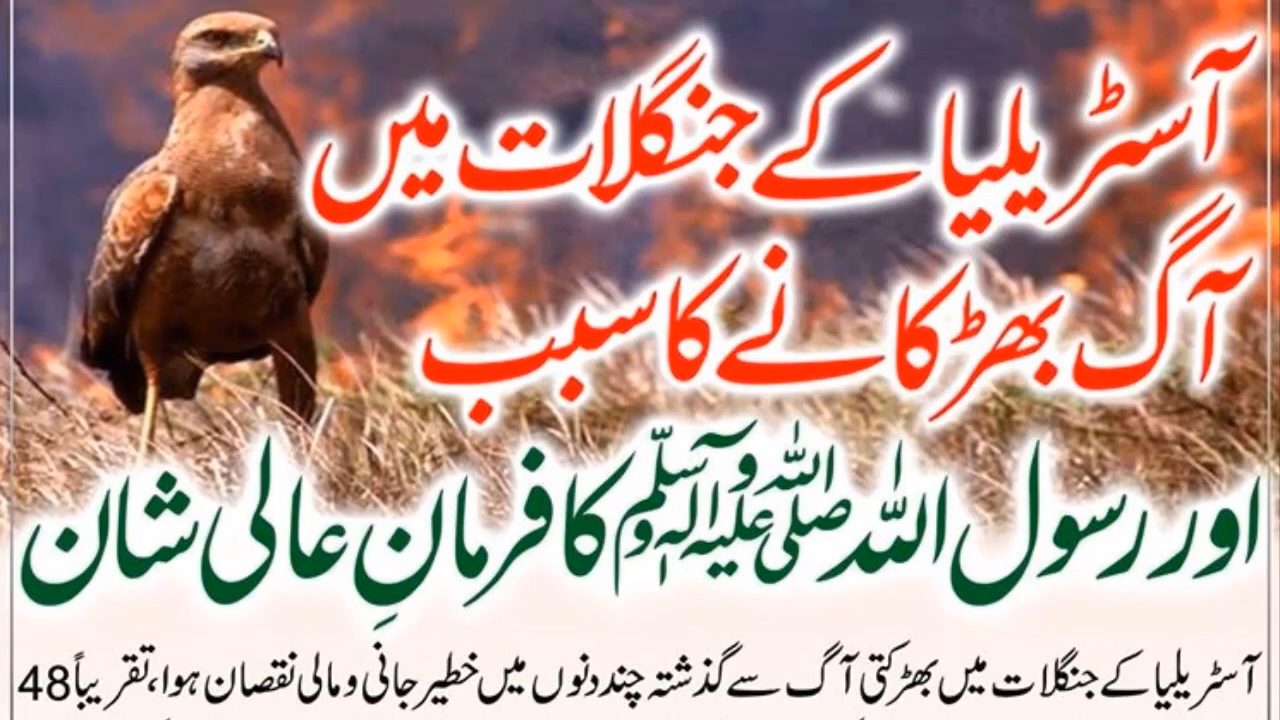 آسٹریلیا کے جنگلات میں
آگ بھڑکانے کا سبب
اور رسول اللہ صلی اللہ علیہ وآلہ وسلم کا فرمانِ عالی شان
آسٹریلیا کے جنگلات میں بھڑکتی آگ سے گذشتہ چند دنوں میں خطیر جانی و مالی نقصان ہوا، تقریباً 48